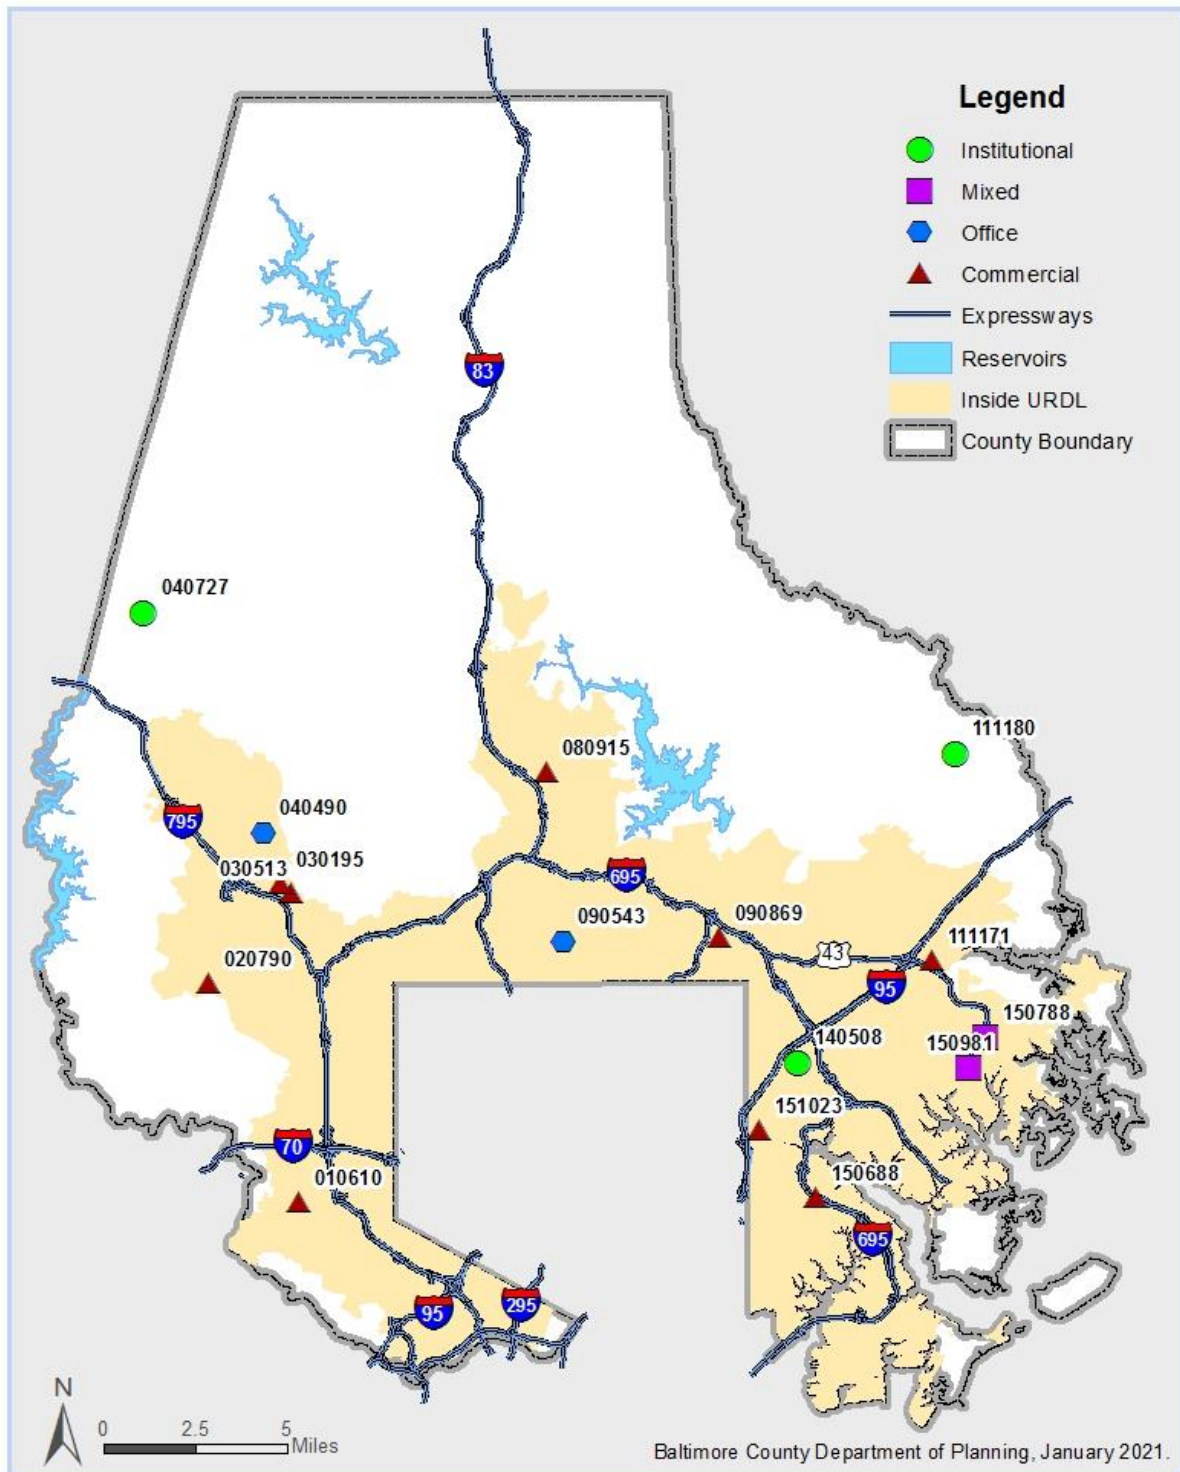 Legend
Institutional
Mixed
Office
Commercial
Expressways
Reservoirs
Inside URDL
County Boundary
83
040727
111180
080915
795
040490
030513
030195
695
090543
090869
020790
43
111171
95
150788
140508
150981
151023
70
010610
150688
695
95
295
N
0 2.5 5
Miles
Baltimore County Department of Planning, January 2021.